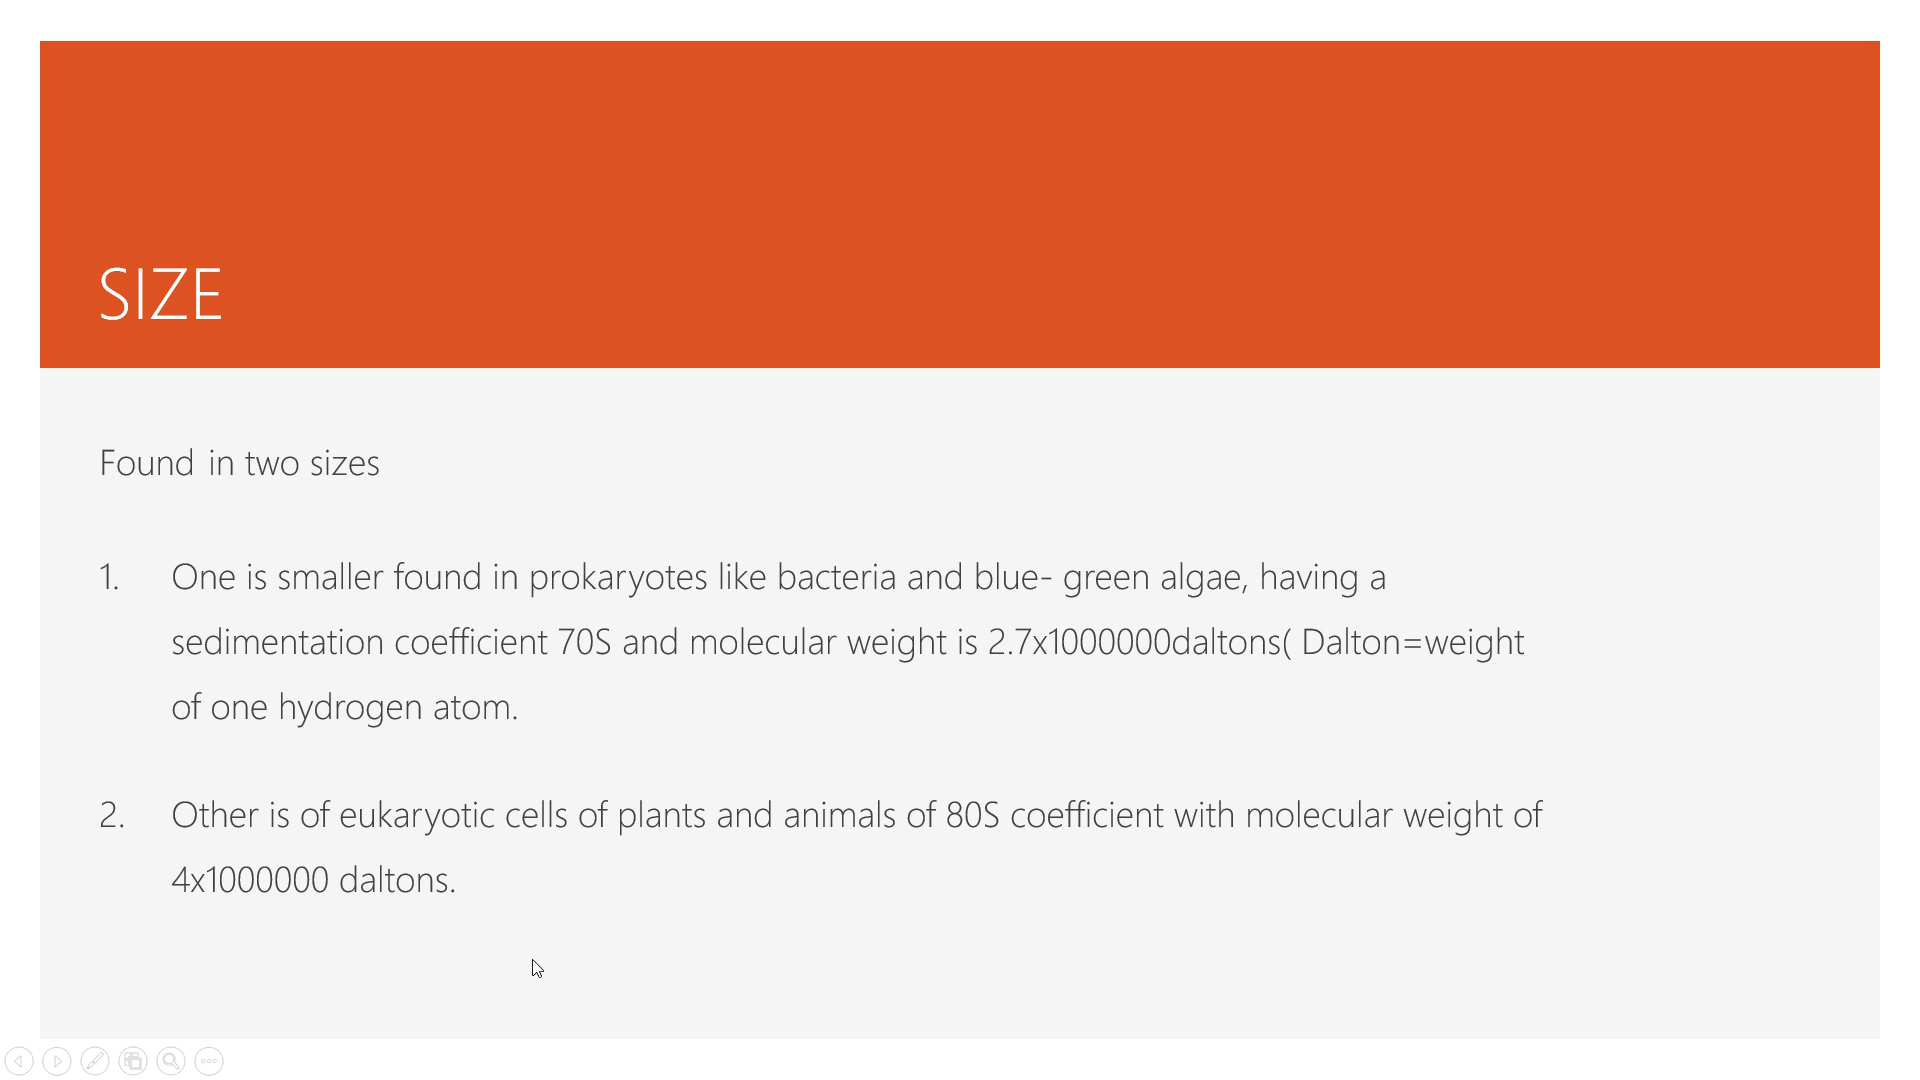 SIZE
Found in two sizes
1. One is smaller found in prokaryotes like bacteria and blue- green algae, having a
sedimentation coefficient 70S and molecular weight is 2.7x1000000daltons( Dalton=weight
of one hydrogen atom.
2. Other is of eukaryotic cells of plants and animals of 80S coefficient with molecular weight of
4x1000000 daltons.